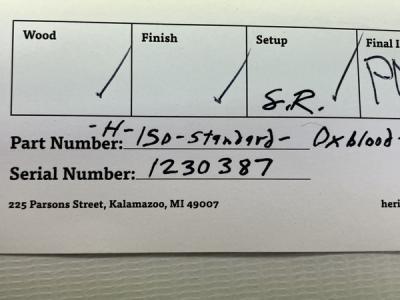 Wood Finish Setup Final I
S.R. PN
Part Number: -H-150-Standard- Oxblood-
Serial Number: 1230387
225 Parsons Street, Kalamazoo, MI 49007 heri